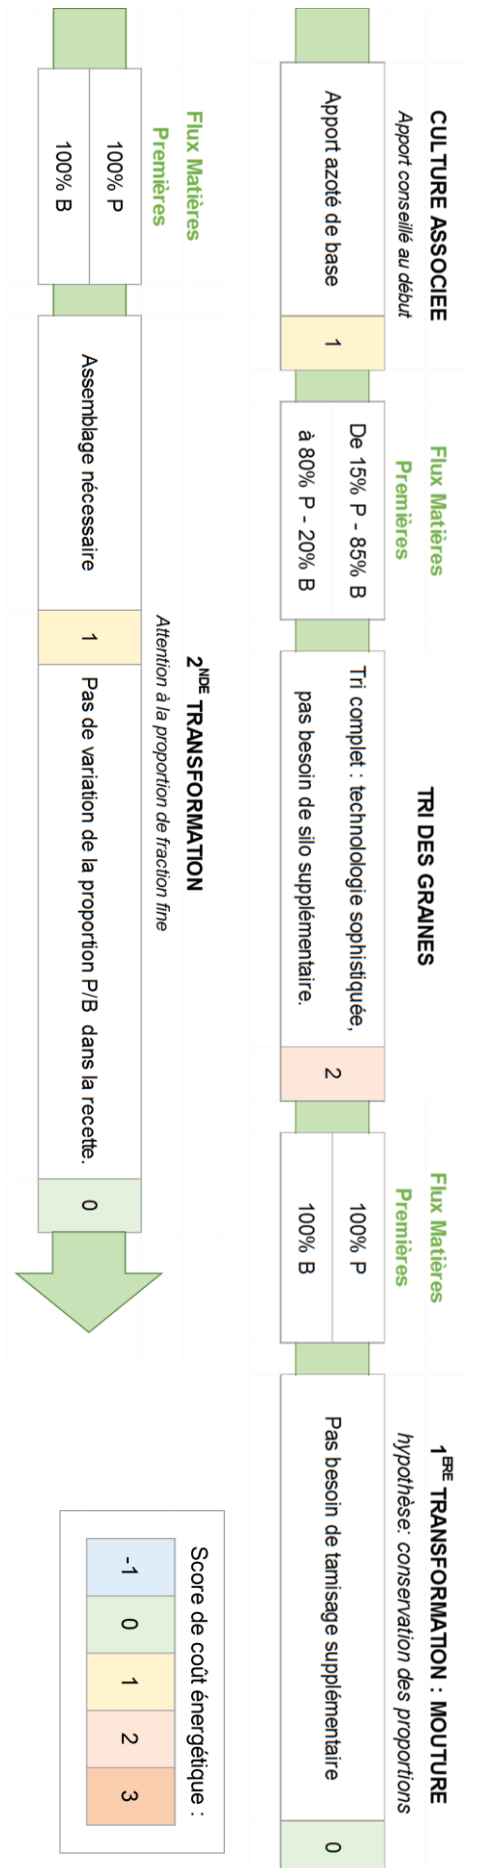 CULTURE ASSOCIEE
Apport conseillé au début
Apport azoté de base
1
Flux Matières
Premières
De 15% P - 85% B
à 80% P - 20% B
TRI DES GRAINES
Tri complet : technolologie sophistiquée,
pas besoin de silo supplémentaire.
2
Flux Matières
Premières
100% P
100% B
1ERE TRANSFORMATION : MOUTURE
hypothèse: conservation des proportions
Pas besoin de tamisage supplémentaire
0
Flux Matières
Premières
100% P
100% B
2NDE TRANSFORMATION
Attention à la proportion de fraction fine
Assemblage nécessaire
1
Pas de variation de la proportion P/B dans la recette.
0
Score de coût énergétique :
-1 0 1 2 3